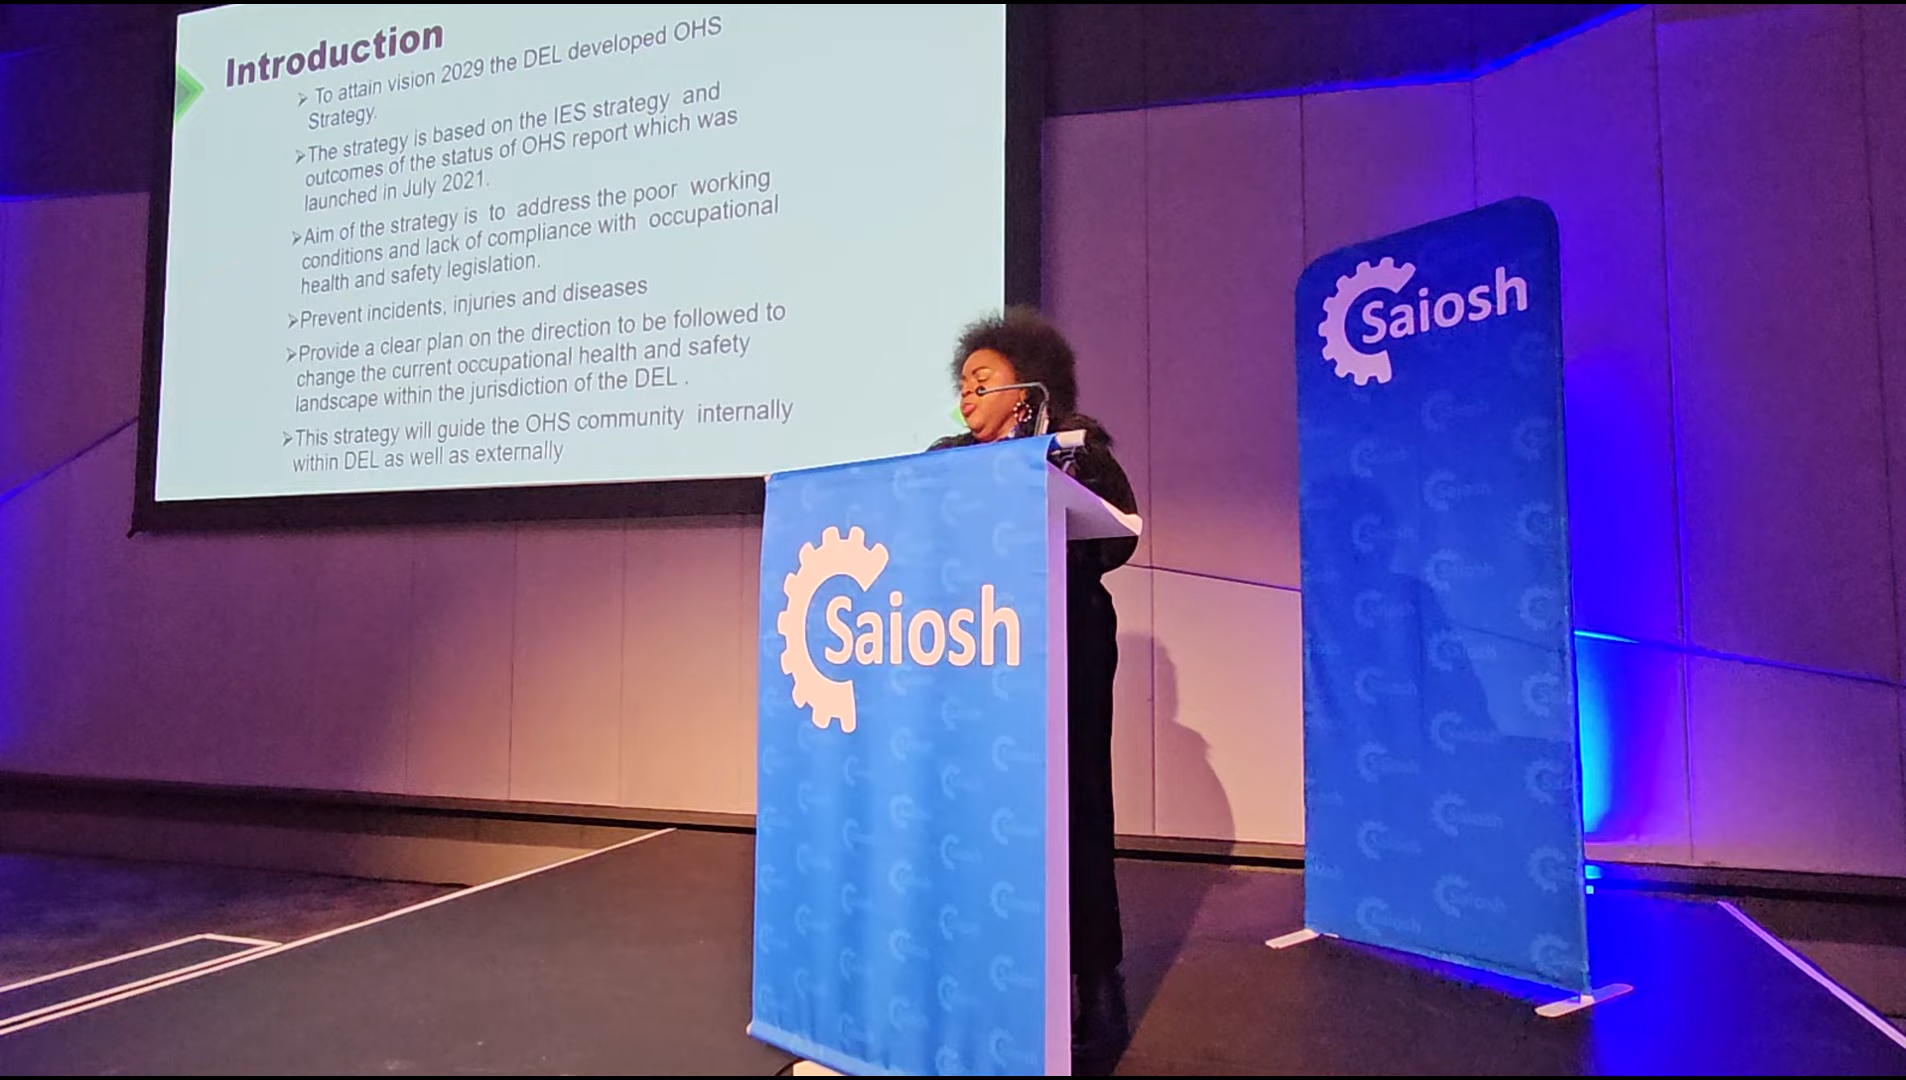 Introduction
➢ To attain vision 2029 the DEL developed OHS
Strategy.
➢The strategy is based on the IES strategy and
outcomes of the status of OHS report which was
launched in July 2021.
➢Aim of the strategy is to address the poor working
conditions and lack of compliance with occupational
health and safety legislation.
➢Prevent incidents, injuries and diseases
➢Provide a clear plan on the direction to be followed to
change the current occupational health and safety
landscape within the jurisdiction of the DEL .
➢This strategy will guide the OHS community internally
within DEL as well as externally
Saiosh
Saiosh